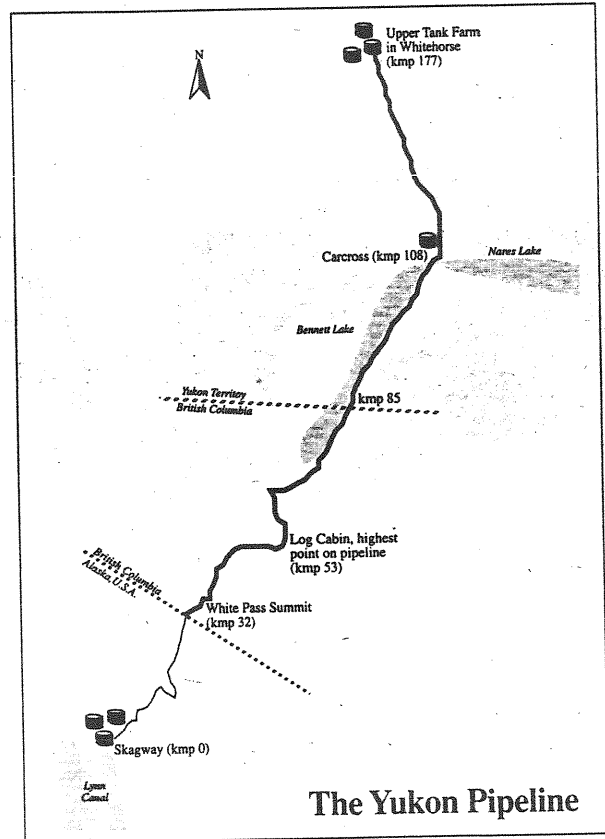 Upper Tank Farm
in Whitehorse
(kmp 177)
N
Carcross (kmp 108)
Nares Lake
Bennett Lake
Yukon Territoy
British Columbia
kmp 85
Log Cabin, highest
point on pipeline
(kmp 53)
British Columbia
Alaska, U.S.A.
White Pass Summit
(kmp 32)
Skagway (kmp 0)
Lynn
Canal
The Yukon Pipeline